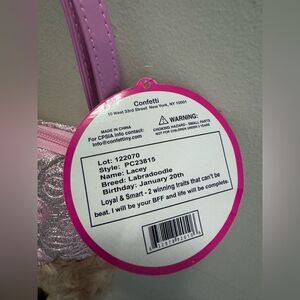 Confetti
10 West 33rd Street New York, NY 10001
MADE IN CHINA
For CPSIA info contact:
Info@confettiny.com
WARNING:
CHOKING HAZARD - SMALL PARTS
NOT FOR CHILDREN UNDER 3 YEARS
Lot: 122070
Style: PC23815
Name: Lacey
Breed: Labradoodle
Birthday: January 20th
Loyal & Smart - 2 winning traits that can't be
beat. I will be your BFF and life will be complete.